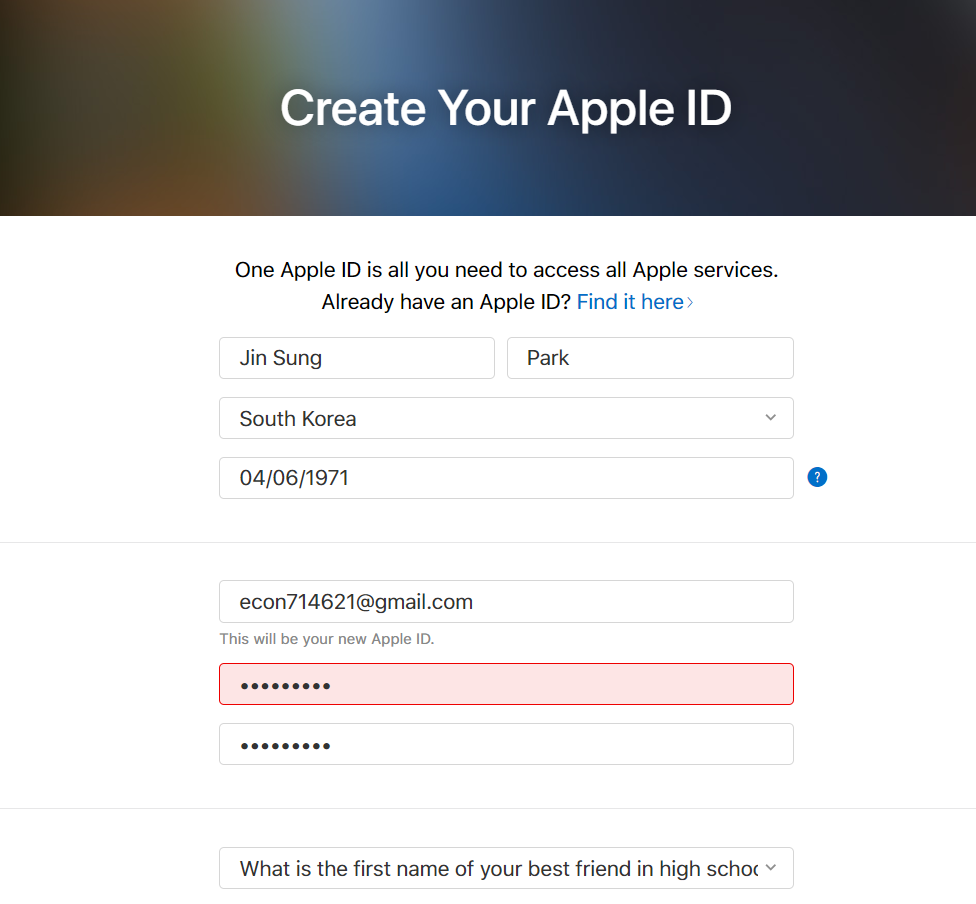 Create Your Apple ID
One Apple ID is all you need to access all Apple services.
Already have an Apple ID? Find it here›
Jin Sung
Park
South Korea
04/06/1971
?
econ714621@gmail.com
This will be your new Apple ID.
•••••••••
•••••••••
What is the first name of your best friend in high schoo